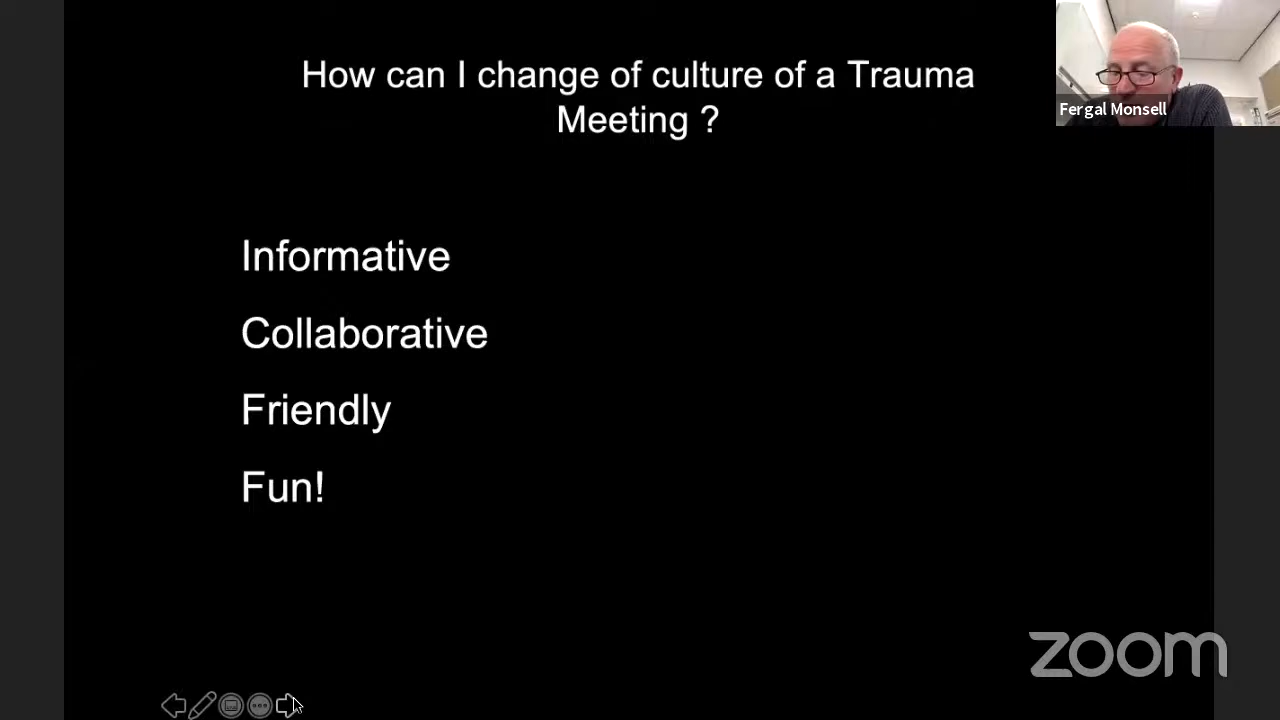 How can I change of culture of a Trauma
Meeting ?
Fergal Monsell
Informative
Collaborative
Friendly
Fun!
zoom